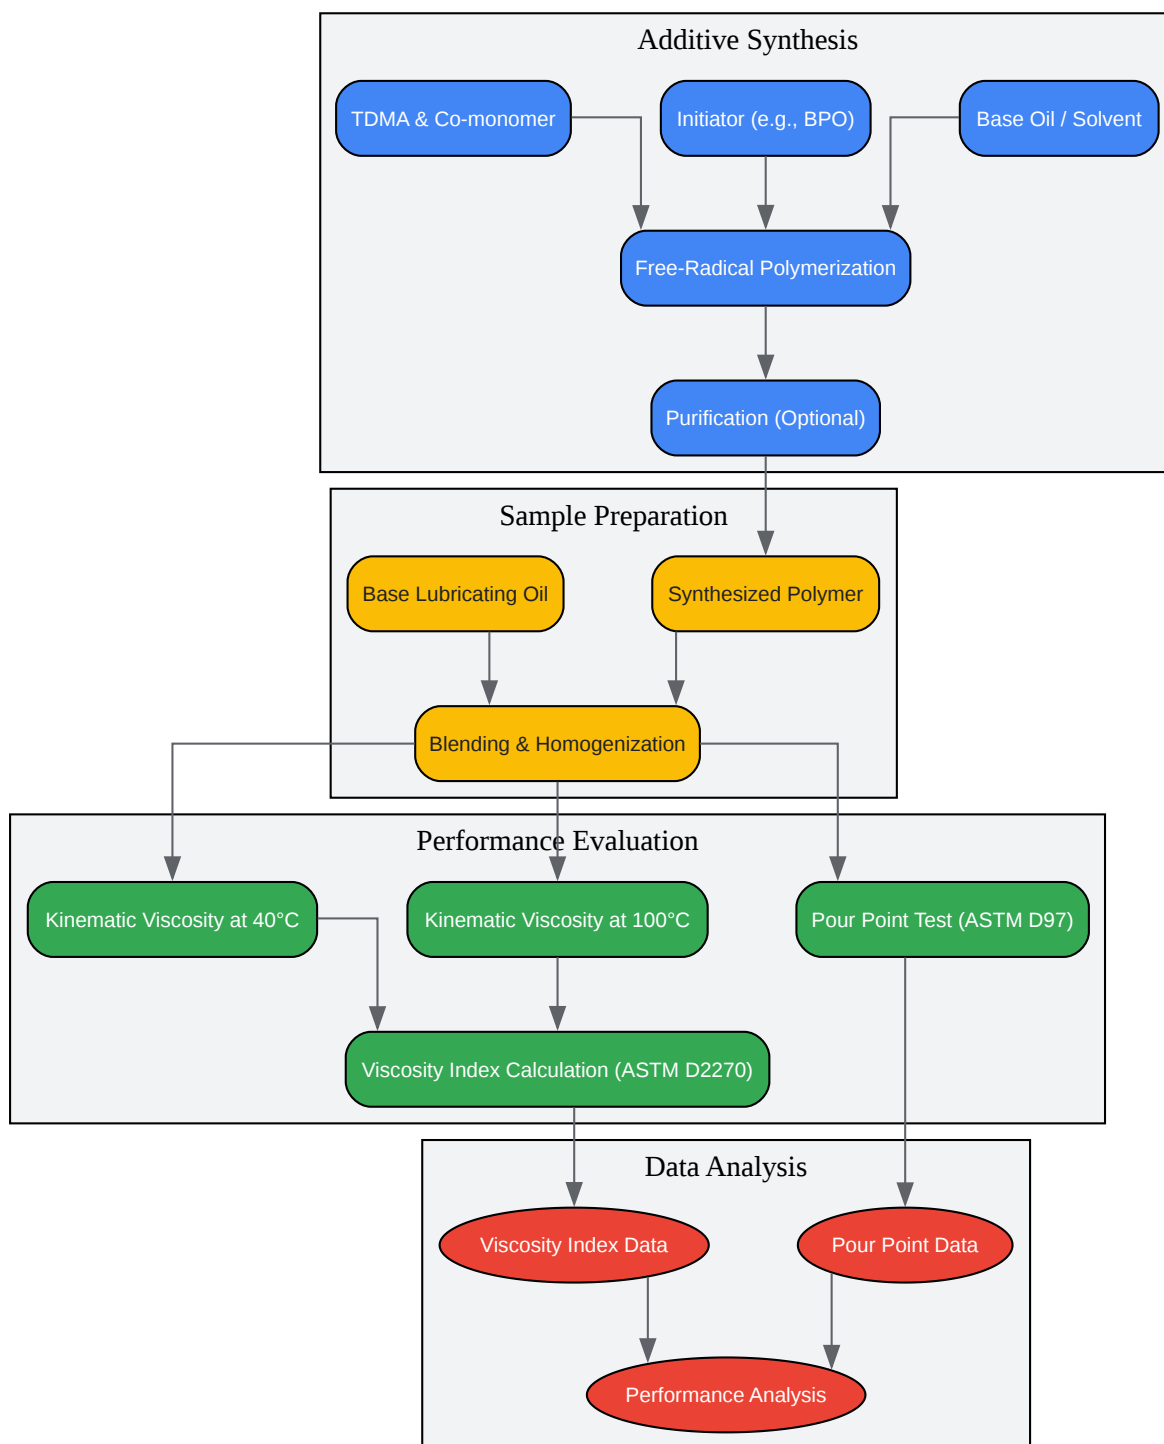 Additive Synthesis
TDMA & Co-monomer
Initiator (e.g., BPO)
Base Oil / Solvent
Free-Radical Polymerization
Purification (Optional)
Sample Preparation
Base Lubricating Oil
Synthesized Polymer
Blending & Homogenization
Performance Evaluation
Kinematic Viscosity at 40°C
Kinematic Viscosity at 100°C
Pour Point Test (ASTM D97)
Viscosity Index Calculation (ASTM D2270)
Data Analysis
Viscosity Index Data
Pour Point Data
Performance Analysis